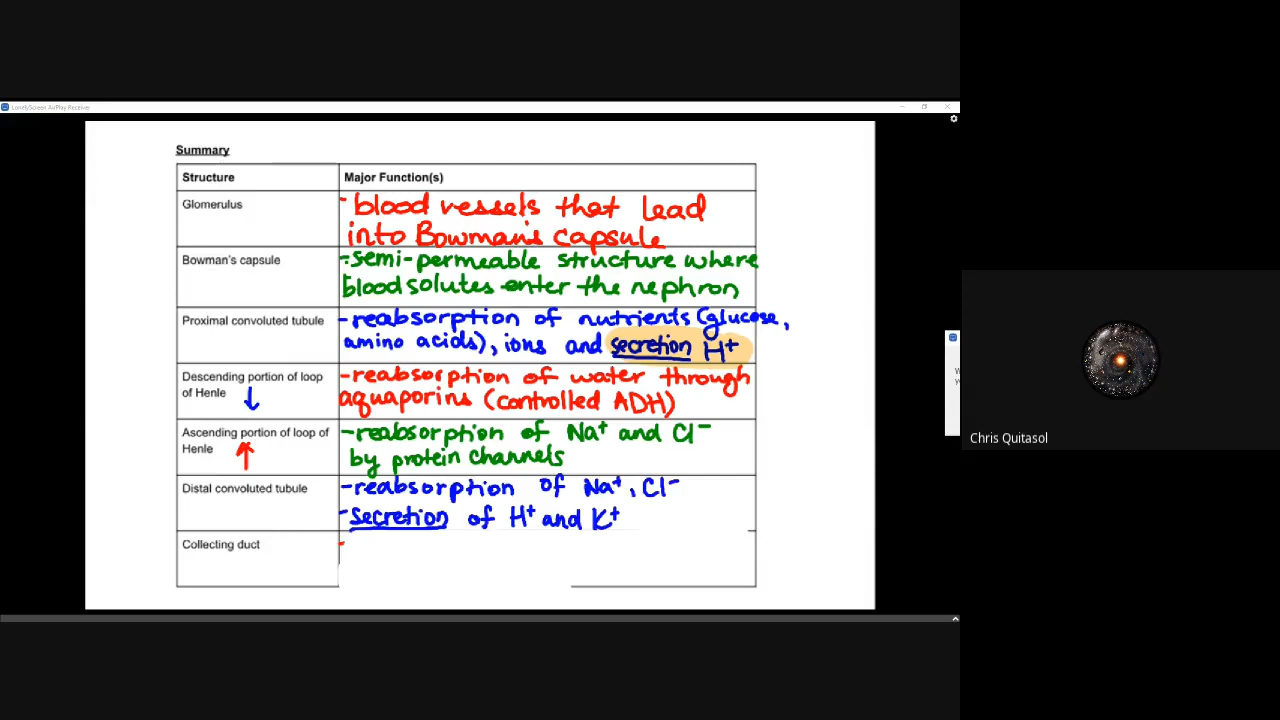 LonelyScreen AirPlay Receiver
Summary
Structure
Major Function(s)
Glomerulus
- blood vessels that lead
into Bowman's capsule
Bowman's capsule
-semi-permeable structure where
blood solutes enter the nephron
Proximal convoluted tubule
-reabsorption of nutrients (glucose,
amino acids), ions and secretion H+
Descending portion of loop
of Henle ↓
-reabsorption of water through
aquaporins (controlled ADH)
Ascending portion of loop of
Henle ↑
-reabsorption of Na+ and Cl-
by protein channels
Distal convoluted tubule
-reabsorption of Na+, Cl-
-secretion of H+ and K+
Collecting duct
-
Chris Quitasol